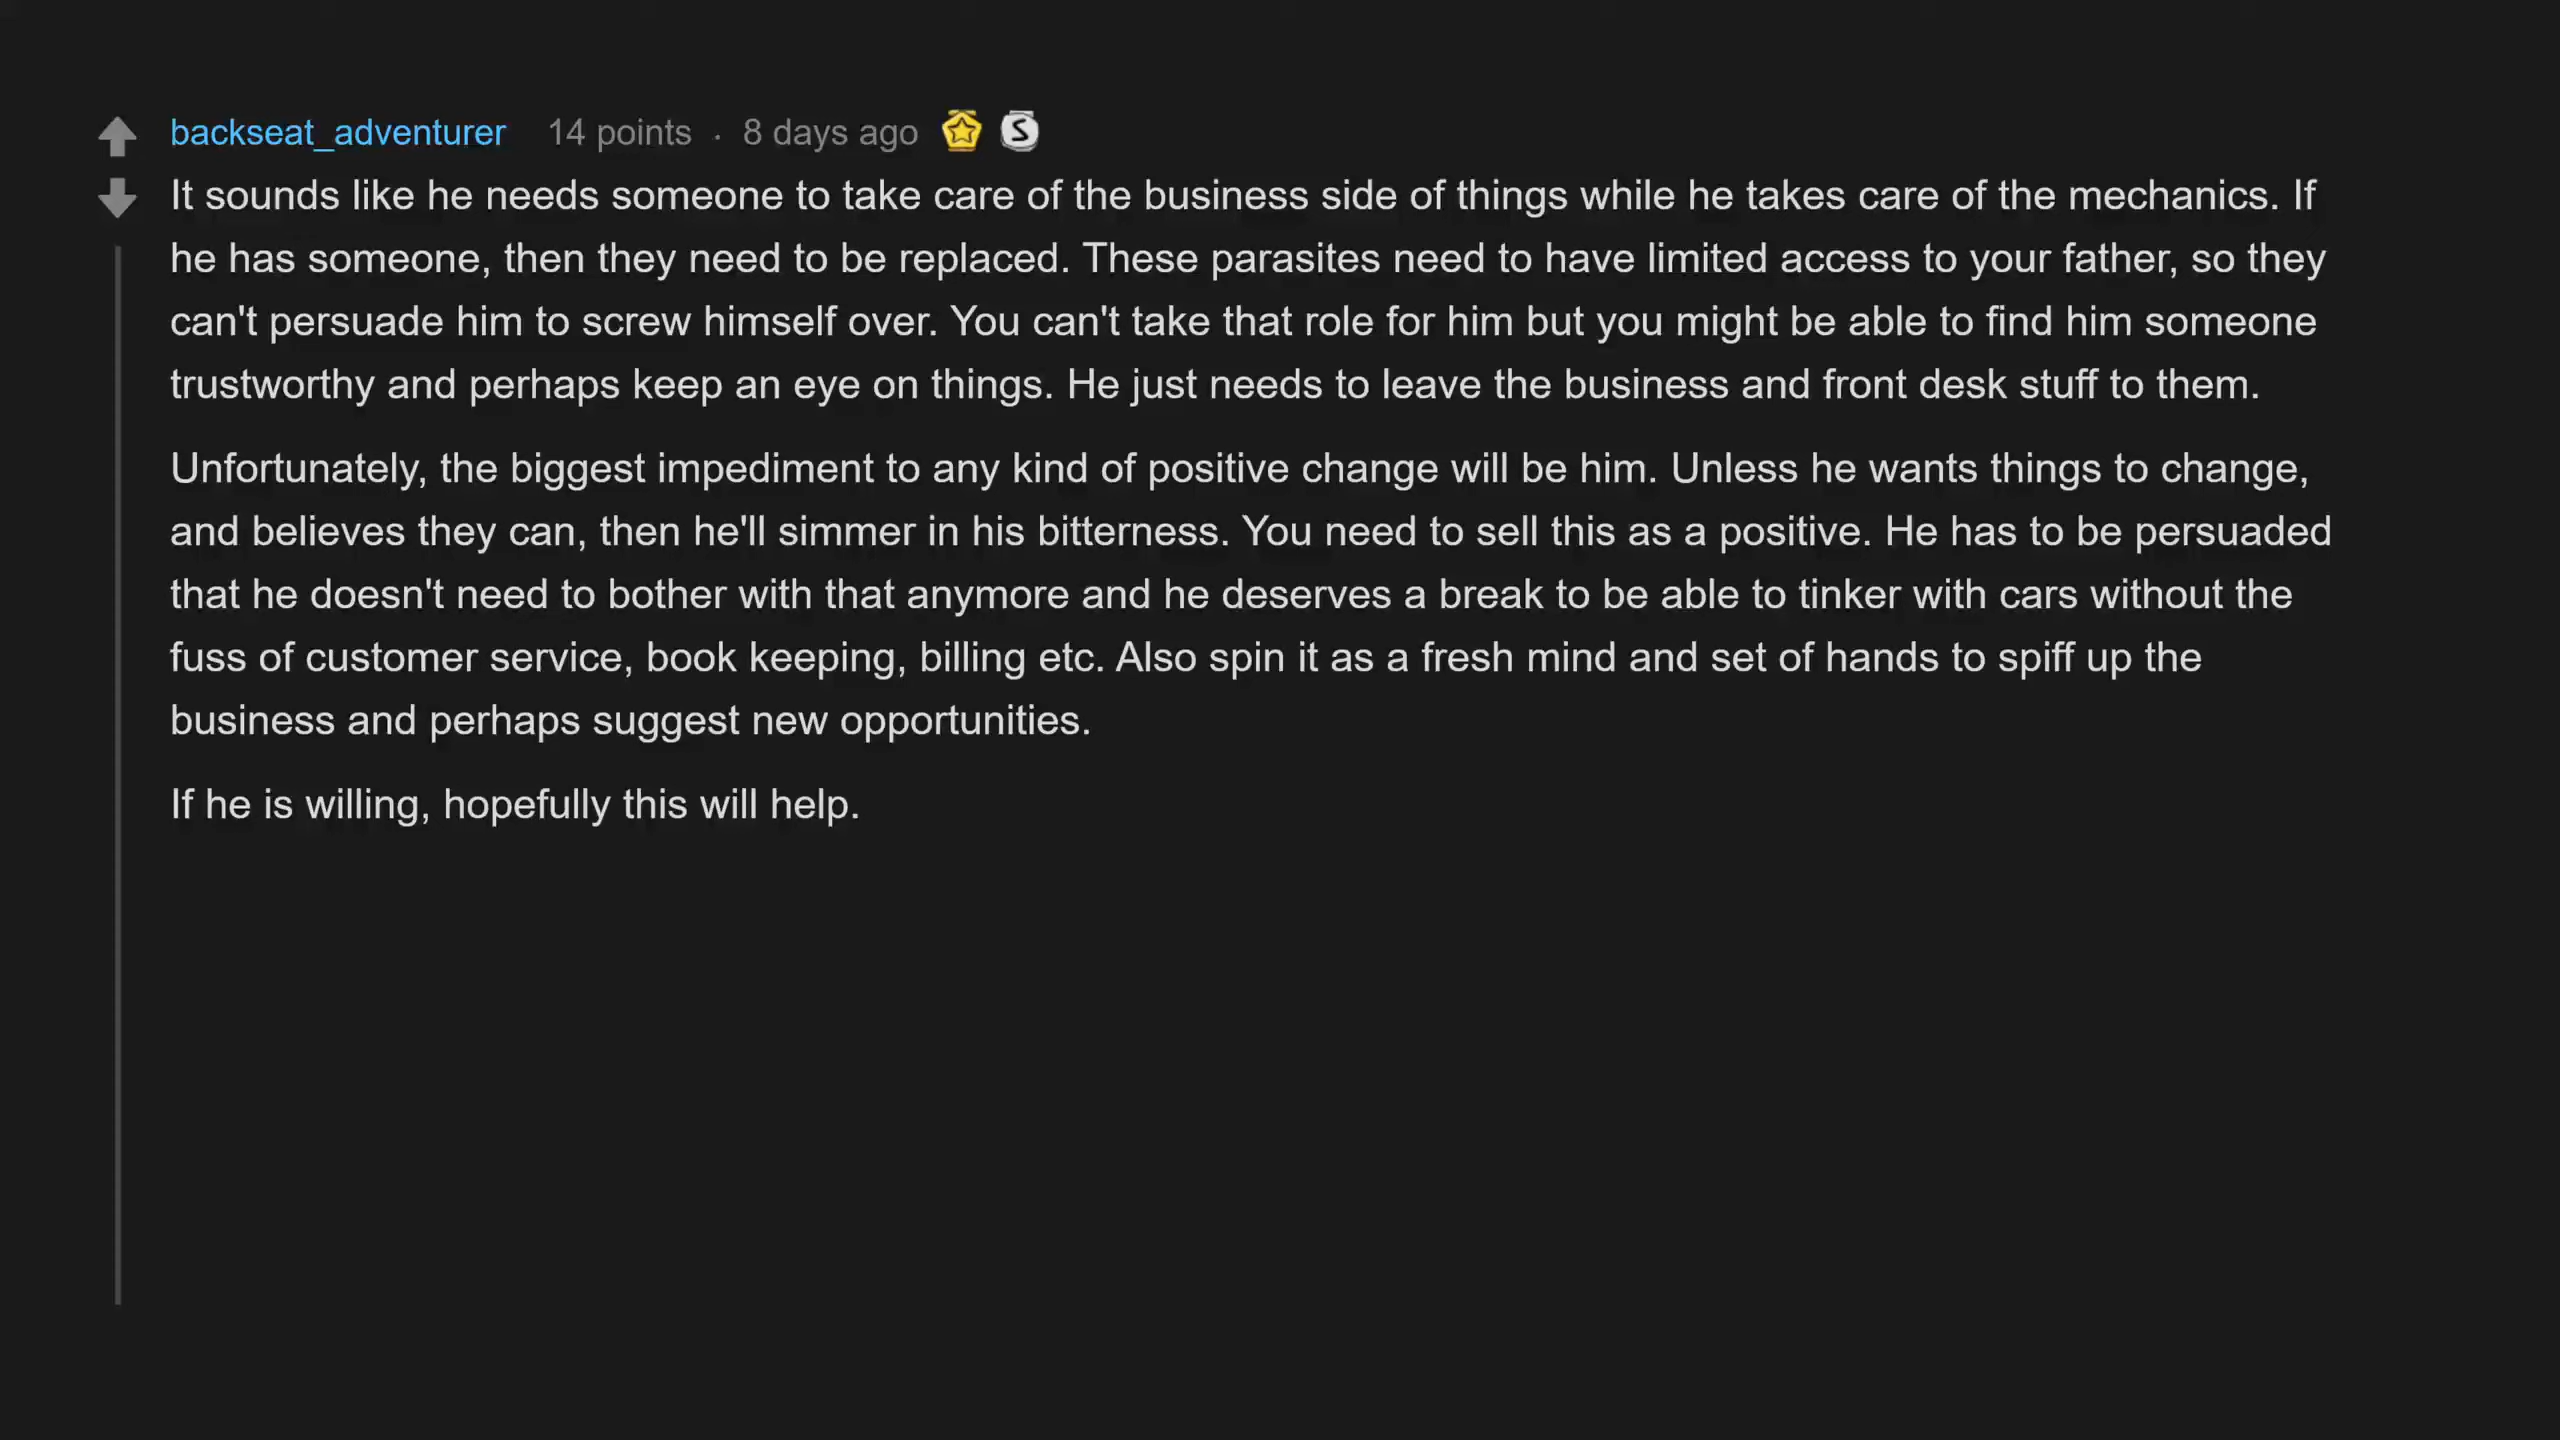 backseat_adventurer 14 points · 8 days ago
It sounds like he needs someone to take care of the business side of things while he takes care of the mechanics. If
he has someone, then they need to be replaced. These parasites need to have limited access to your father, so they
can't persuade him to screw himself over. You can't take that role for him but you might be able to find him someone
trustworthy and perhaps keep an eye on things. He just needs to leave the business and front desk stuff to them.
Unfortunately, the biggest impediment to any kind of positive change will be him. Unless he wants things to change,
and believes they can, then he'll simmer in his bitterness. You need to sell this as a positive. He has to be persuaded
that he doesn't need to bother with that anymore and he deserves a break to be able to tinker with cars without the
fuss of customer service, book keeping, billing etc. Also spin it as a fresh mind and set of hands to spiff up the
business and perhaps suggest new opportunities.
If he is willing, hopefully this will help.